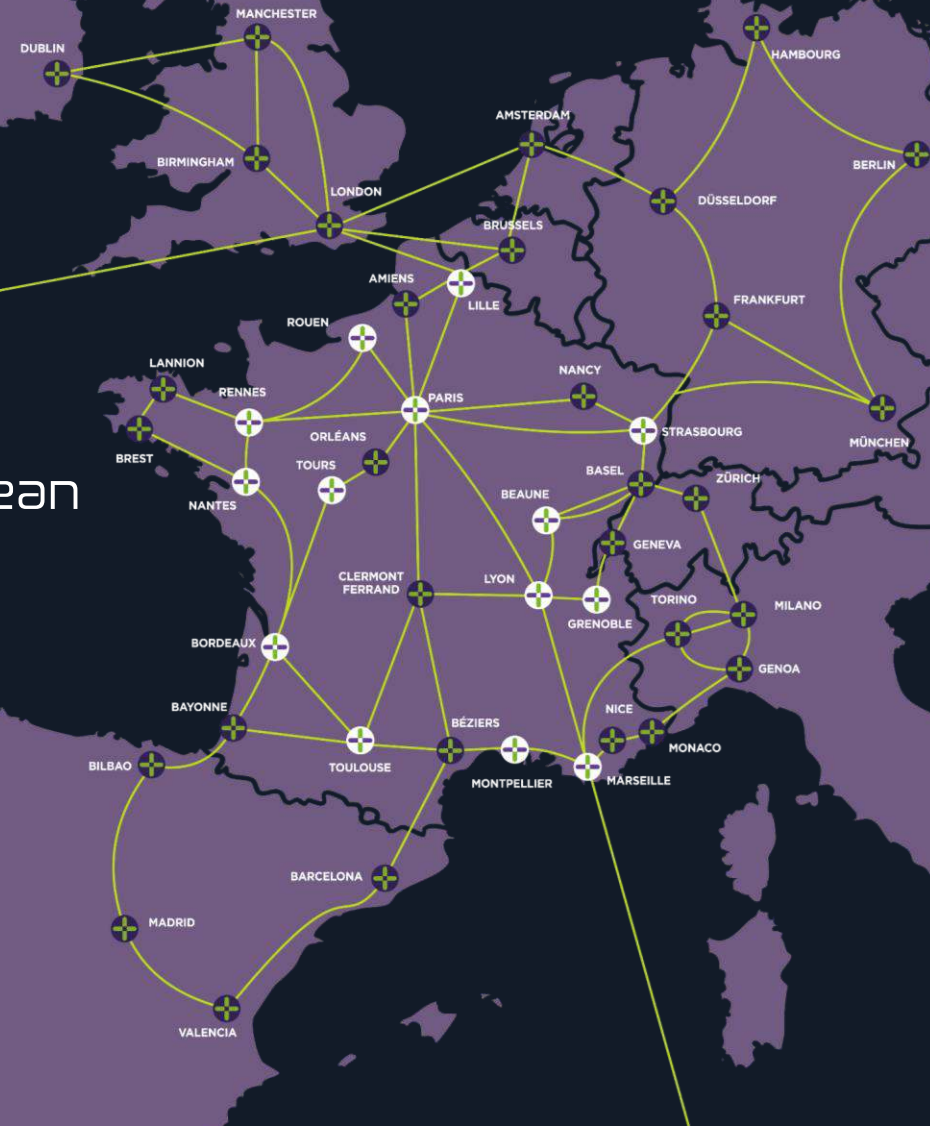 MANCHESTER
DUBLIN
HAMBOURG
AMSTERDAM
BIRMINGHAM
BERLIN
LONDON
DÜSSELDORF
BRUSSELS
AMIENS
LILLE
FRANKFURT
ROUEN
LANNION
NANCY
RENNES
PARIS
STRASBOURG
ORLÉANS
MÜNCHEN
BREST
TOURS
BASEL
ZÜRICH
ean
BEAUNE
NANTES
GENEVA
CLERMONT
FERRAND
LYON
TORINO
MILANO
GRENOBLE
BORDEAUX
GENOA
BAYONNE
NICE
BÉZIERS
MONACO
BILBAO
TOULOUSE
MONTPELLIER
MARSEILLE
BARCELONA
MADRID
VALENCIA